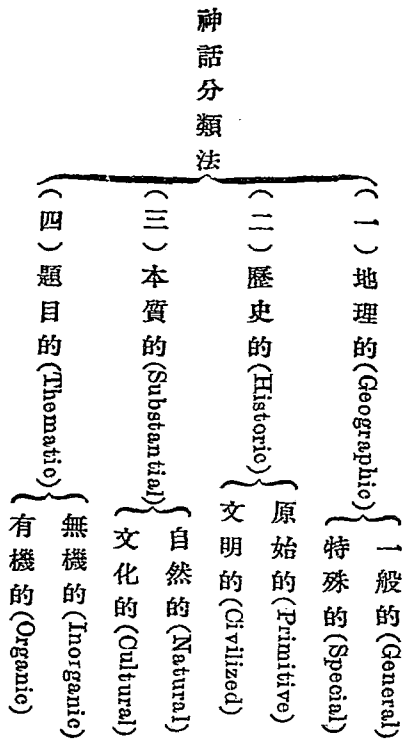 神話分類法
(一)地理的(Geographic)
一般的(General)
特殊的(Special)
(二)歷史的(Historic)
原始的(Primitive)
文明的(Civilized)
(三)本質的(Substantial)
自然的(Natural)
文化的(Cultural)
(四)題目的(Thematic)
無機的(Inorganic)
有機的(Organic)